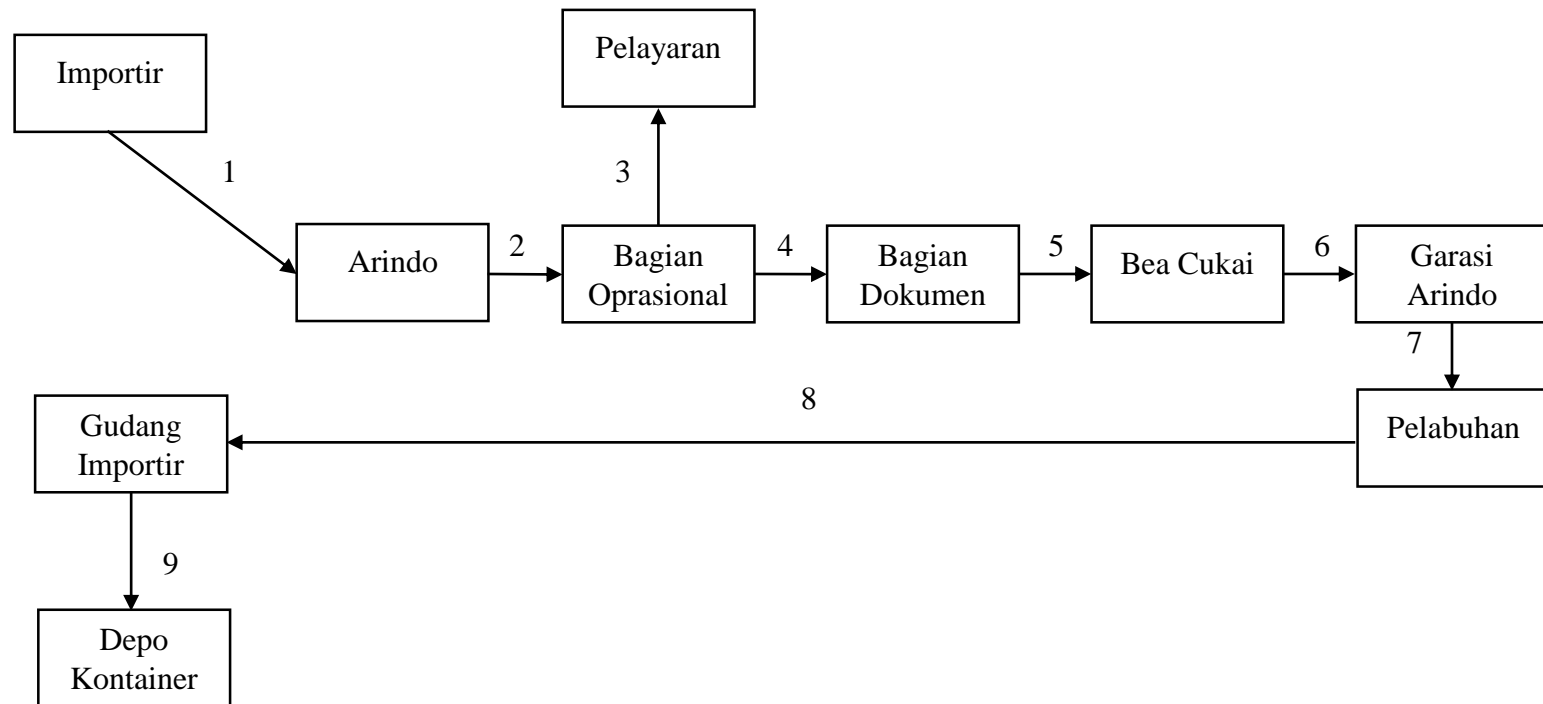 Importir
Pelayaran
1
3
Arindo
2
Bagian
Oprasional
4
Bagian
Dokumen
5
Bea Cukai
6
Garasi
Arindo
7
8
Gudang
Importir
Pelabuhan
9
Depo
Kontainer